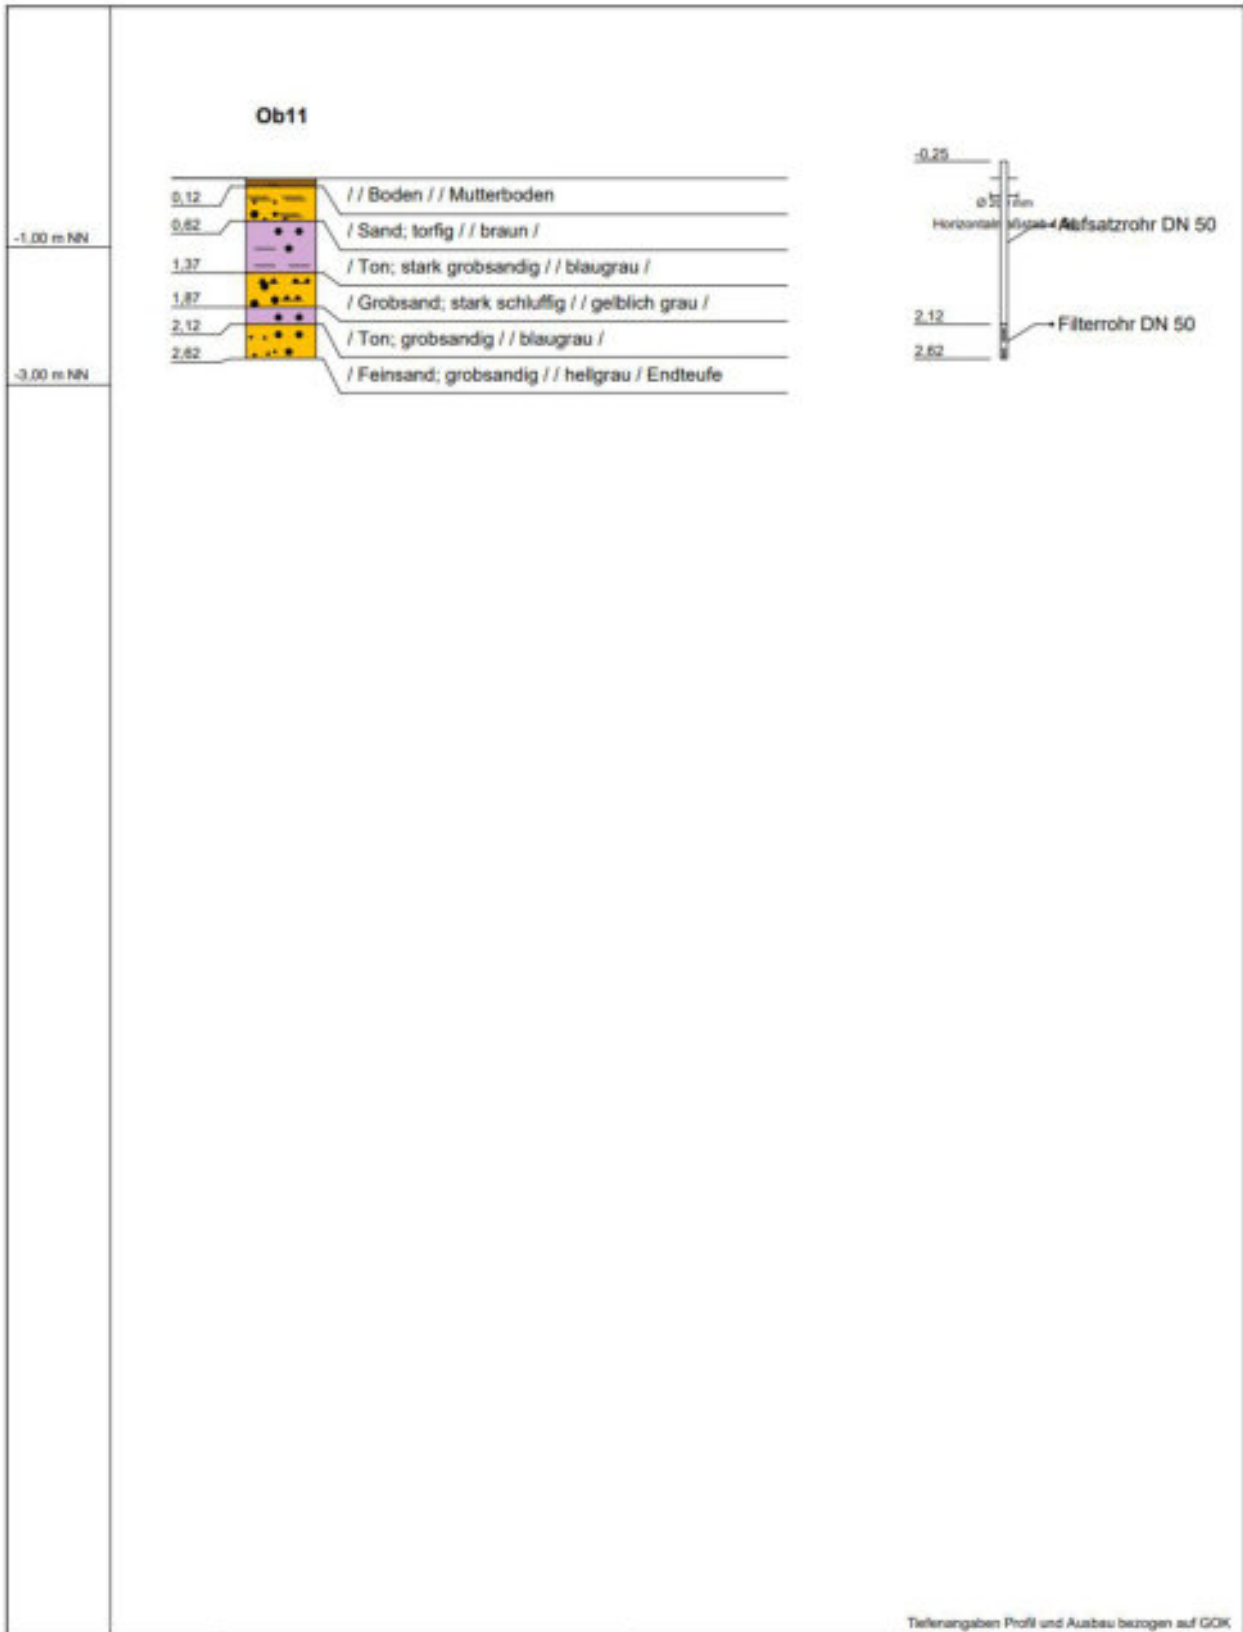 Ob11
-0,25
0,12
/ / Boden / / Mutterboden
Ø mm
0,62
/ Sand; torfig / / braun /
Aufsatzrohr DN 50
-1,00 m NN
/ Ton; stark grobsandig / / blaugrau /
1,37
1,87
/ Grobsand; stark schluffig / / gelblich grau /
2,12
2,12
/ Ton; grobsandig / / blaugrau /
Filterrohr DN 50
2,62
2,62
-3,00 m NN
/ Feinsand; grobsandig / / hellgrau / Endteufe
Tiefenangaben Profil und Ausbau bezogen auf GOK